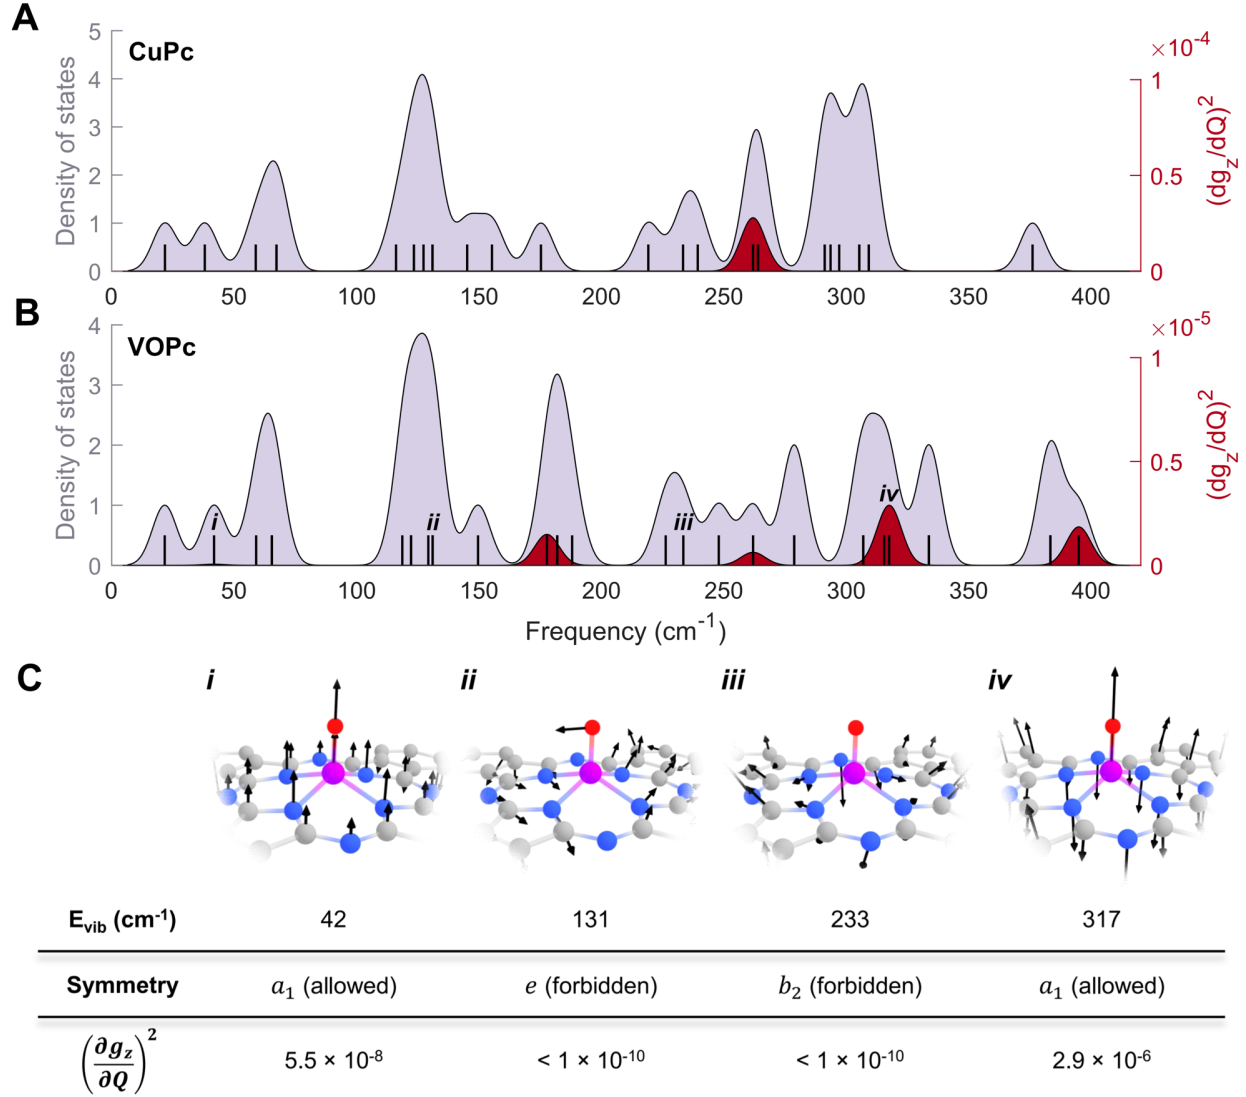 A
CuPc
×10⁻⁴
Density of states
5
4
3
2
1
0
1
0.5
0
(dg_z/dQ)²
0 50 100 150 200 250 300 350 400
B
VOPc
×10⁻⁵
Density of states
4
3
2
1
0
1
0.5
0
(dg_z/dQ)²
i
ii
iii
iv
0 50 100 150 200 250 300 350 400
Frequency (cm⁻¹)
C
i ii iii iv
E_vib (cm⁻¹) 42 131 233 317
Symmetry a₁ (allowed) e (forbidden) b₂ (forbidden) a₁ (allowed)
(∂g_z/∂Q)² 5.5 × 10⁻⁸ < 1 × 10⁻¹⁰ < 1 × 10⁻¹⁰ 2.9 × 10⁻⁶